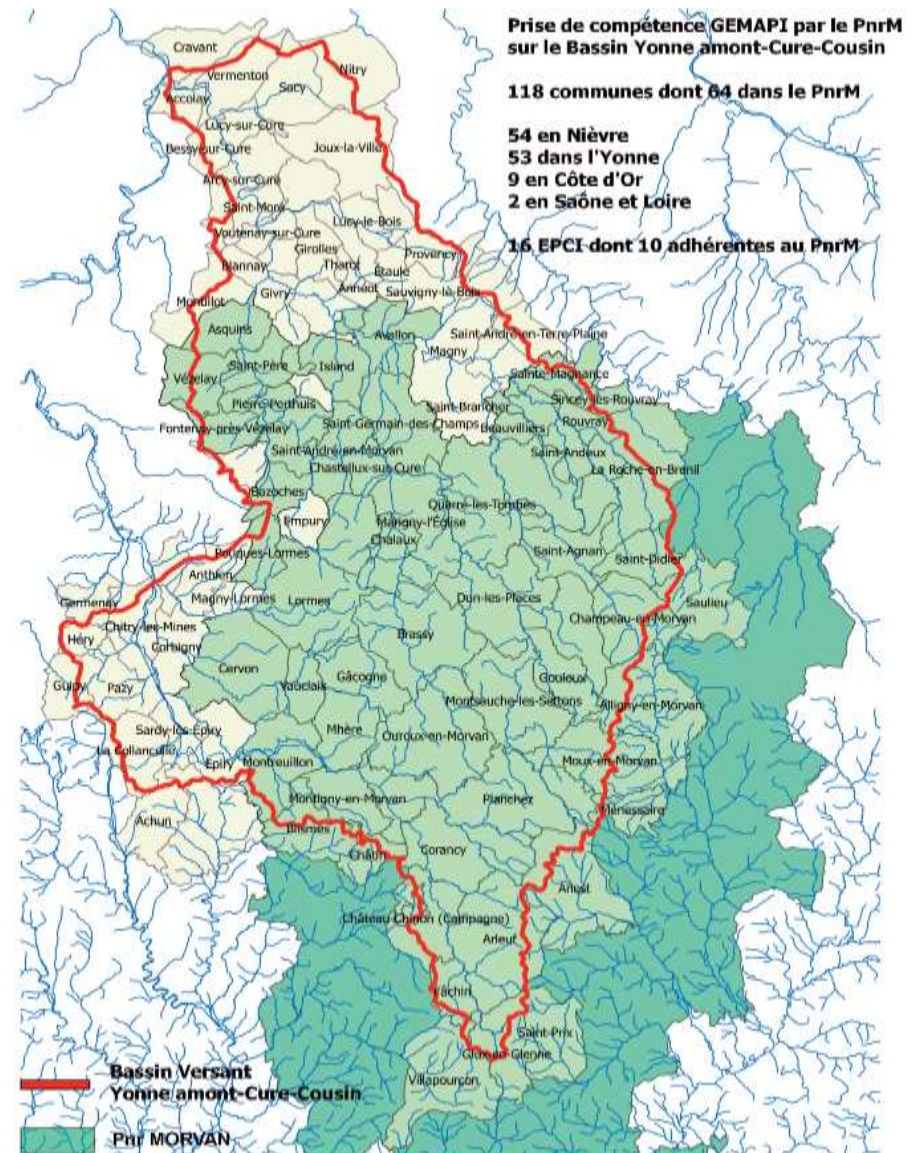 Prise de compétence GEMAPI par le PnrM
sur le Bassin Yonne amont-Cure-Cousin
118 communes dont 64 dans le PnrM
54 en Nièvre
53 dans l'Yonne
9 en Côte d'Or
2 en Saône et Loire
16 EPCI dont 10 adhérentes au PnrM
Cravant
Vermenton
Nitry
Sacy
Accolay
Lucy-sur-Cure
Bessy-sur-Cure
Joux-la-Ville
Arcy-sur-Cure
Saint-Moré
Lucy-le-Bois
Voutenay-sur-Cure
Girolles
Provency
Tharot
Blannay
Étaule
Annéot
Sauvigny-le-Bois
Givry
Montillot
Asquins
Avallon
Saint-André-en-Terre-Plaine
Magny
Saint-Père
Island
Sainte-Magnance
Vézelay
Sincey-lès-Rouvray
Pierre-Perthuis
Saint-Brancher
Rouvray
Fontenay-près-Vézelay
Saint-Germain-des-Champs
Beauvilliers
Saint-André-en-Morvan
Saint-Andeux
Chastellux-sur-Cure
La Roche-en-Brenil
Bazoches
Quarré-les-Tombes
Empury
Marigny-l'Église
Chalaux
Pouques-Lormes
Saint-Agnan
Saint-Didier
Anthien
Magny-Lormes
Lormes
Dun-les-Places
Saulieu
Germenay
Champeau-en-Morvan
Chitry-les-Mines
Héry
Corbigny
Brassy
Cervon
Gâcogne
Gouloux
Guipy
Pazy
Vauclaix
Montsauche-les-Settons
Alligny-en-Morvan
Sardy-lès-Épiry
Mhère
Ouroux-en-Morvan
La Collancelle
Épiry
Montreuillon
Moux-en-Morvan
Montigny-en-Morvan
Planchez
Ménessaire
Achun
Blismes
Châtin
Corancy
Anost
Château-Chinon (Campagne)
Arleuf
Fâchin
Saint-Prix
Glux-en-Glenne
Villapourçon
Bassin Versant
Yonne amont-Cure-Cousin
Pnr MORVAN